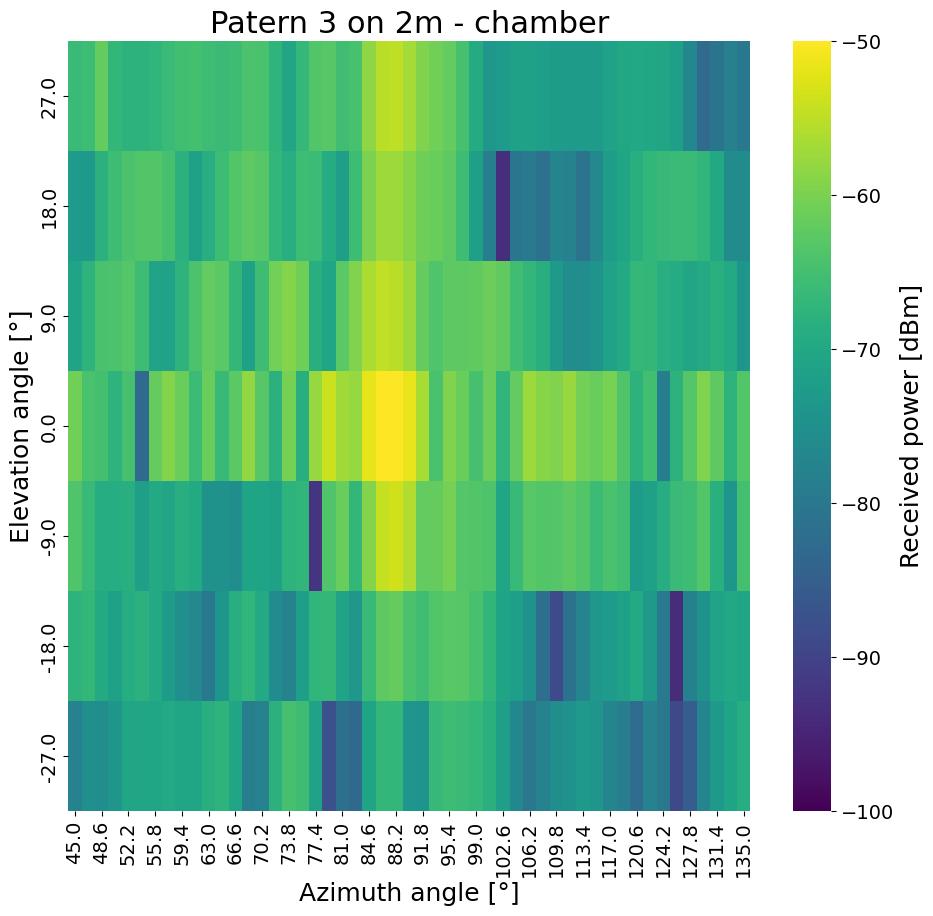 Patern 3 on 2m - chamber
Elevation angle [°]
27.0
18.0
9.0
0.0
-9.0
-18.0
-27.0
45.0 48.6 52.2 55.8 59.4 63.0 66.6 70.2 73.8 77.4 81.0 84.6 88.2 91.8 95.4 99.0 102.6 106.2 109.8 113.4 117.0 120.6 124.2 127.8 131.4 135.0
Azimuth angle [°]
−50
−60
−70
−80
−90
−100
Received power [dBm]